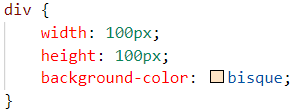 div {
    width: 100px;
    height: 100px;
    background-color: bisque;
}